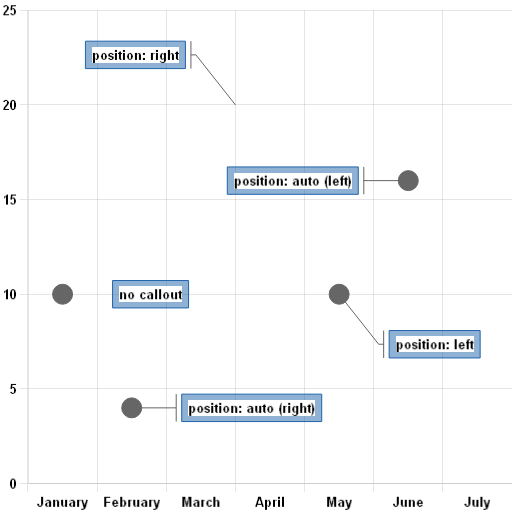 25
position: right
20
position: auto (left)
15
10
no callout
position: left
5
position: auto (right)
0
January February March April May June July